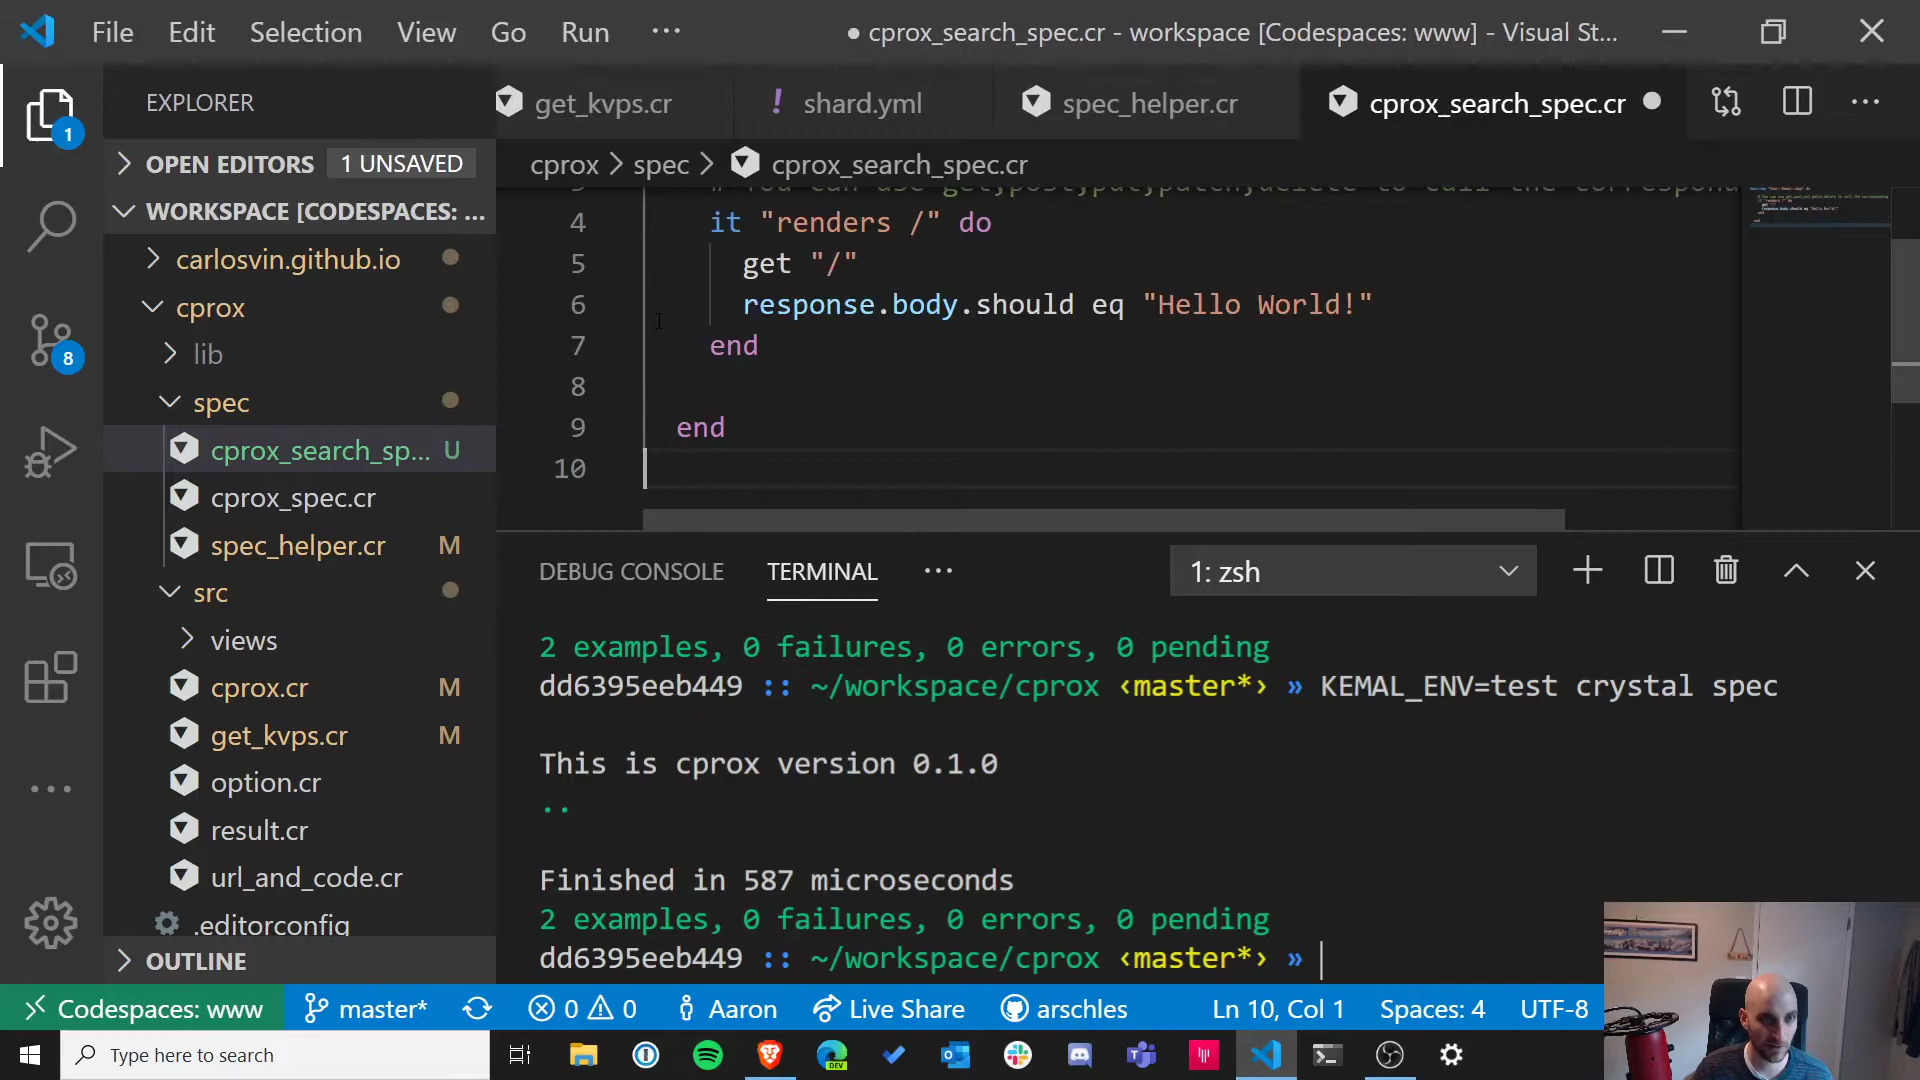 File Edit Selection View Go Run ··· ● cprox_search_spec.cr - workspace [Codespaces: www] - Visual St...
EXPLORER
get_kvps.cr ! shard.yml spec_helper.cr cprox_search_spec.cr
OPEN EDITORS 1 UNSAVED
cprox > spec > cprox_search_spec.cr
WORKSPACE [CODESPACES: ...
carlosvin.github.io
cprox
lib
spec
cprox_search_sp... U
cprox_spec.cr
spec_helper.cr M
src
views
cprox.cr M
get_kvps.cr M
option.cr
result.cr
url_and_code.cr
.editorconfig
OUTLINE
1
8
4 it "renders /" do
5 get "/"
6 response.body.should eq "Hello World!"
7 end
8
9 end
10
DEBUG CONSOLE TERMINAL ··· 1: zsh
2 examples, 0 failures, 0 errors, 0 pending
dd6395eeb449 :: ~/workspace/cprox ‹master*› » KEMAL_ENV=test crystal spec
This is cprox version 0.1.0
..
Finished in 587 microseconds
2 examples, 0 failures, 0 errors, 0 pending
dd6395eeb449 :: ~/workspace/cprox ‹master*› »
Codespaces: www master* 0 0 Aaron Live Share arschles Ln 10, Col 1 Spaces: 4 UTF-8
Type here to search
DEV